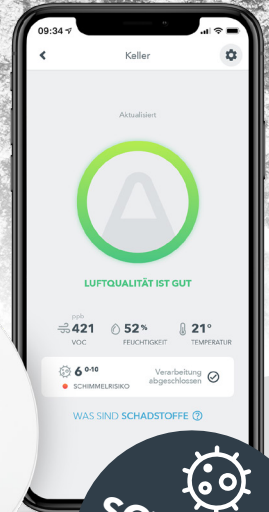 09:34
Keller
Aktualisiert
A
LUFTQUALITÄT IST GUT
ppb
421 52% 21°
VOC FEUCHTIGKEIT TEMPERATUR
6 0-10 Verarbeitung
SCHIMMELRISIKO abgeschlossen
WAS SIND SCHADSTOFFE ?